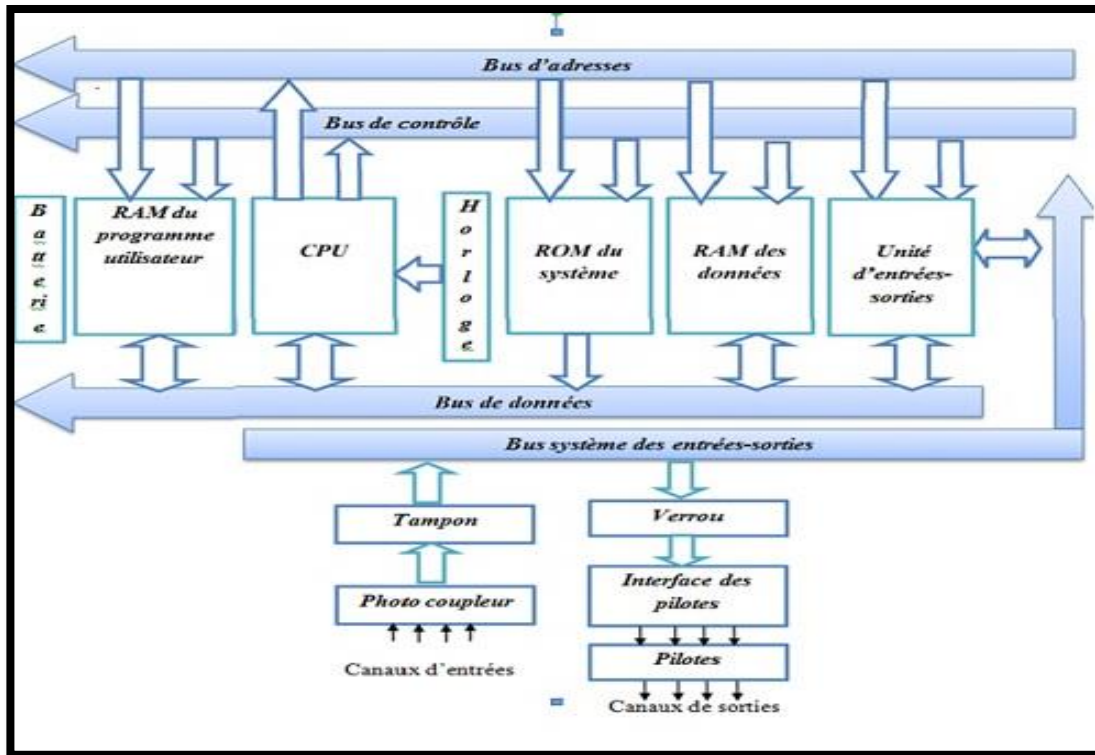 Bus d'adresses
Bus de contrôle
Batterie
RAM du
programme
utilisateur
CPU
Horloge
ROM du
système
RAM des
données
Unité
d'entrées-
sorties
Bus de données
Bus système des entrées-sorties
Tampon
Verrou
Photo coupleur
Interface des
pilotes
Canaux d'entrées
Pilotes
Canaux de sorties